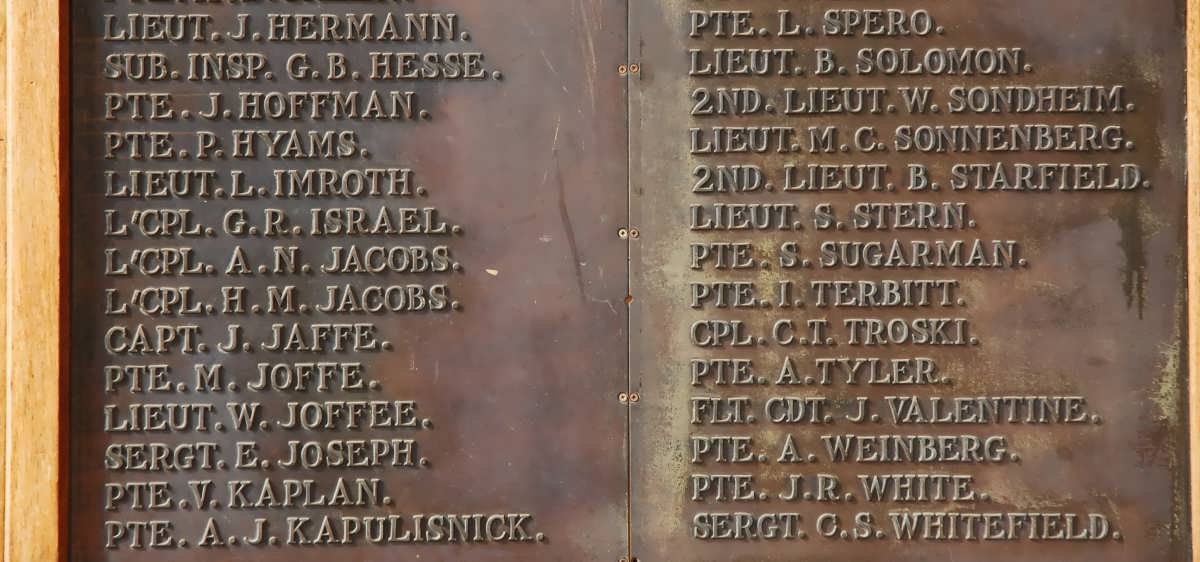 LIEUT. J. HERMANN.
SUB. INSP. G. B. HESSE.
PTE. J. HOFFMAN.
PTE. P. HYAMS.
LIEUT. L. IMROTH.
L'CPL. G. R. ISRAEL.
L'CPL. A. N. JACOBS.
L'CPL. H. M. JACOBS.
CAPT. J. JAFFE.
PTE. M. JOFFE.
LIEUT. W. JOFFEE.
SERGT. E. JOSEPH.
PTE. V. KAPLAN.
PTE. A. J. KAPULISNICK.
PTE. L. SPERO.
LIEUT. B. SOLOMON.
2ND. LIEUT. W. SONDHEIM.
LIEUT. M. C. SONNENBERG.
2ND. LIEUT. B. STARFIELD.
LIEUT. S. STERN.
PTE. S. SUGARMAN.
PTE. I. TERBITT.
CPL. C. T. TROSKI.
PTE. A. TYLER.
FLT. CDT. J. VALENTINE.
PTE. A. WEINBERG.
PTE. J. R. WHITE.
SERGT. C. S. WHITEFIELD.